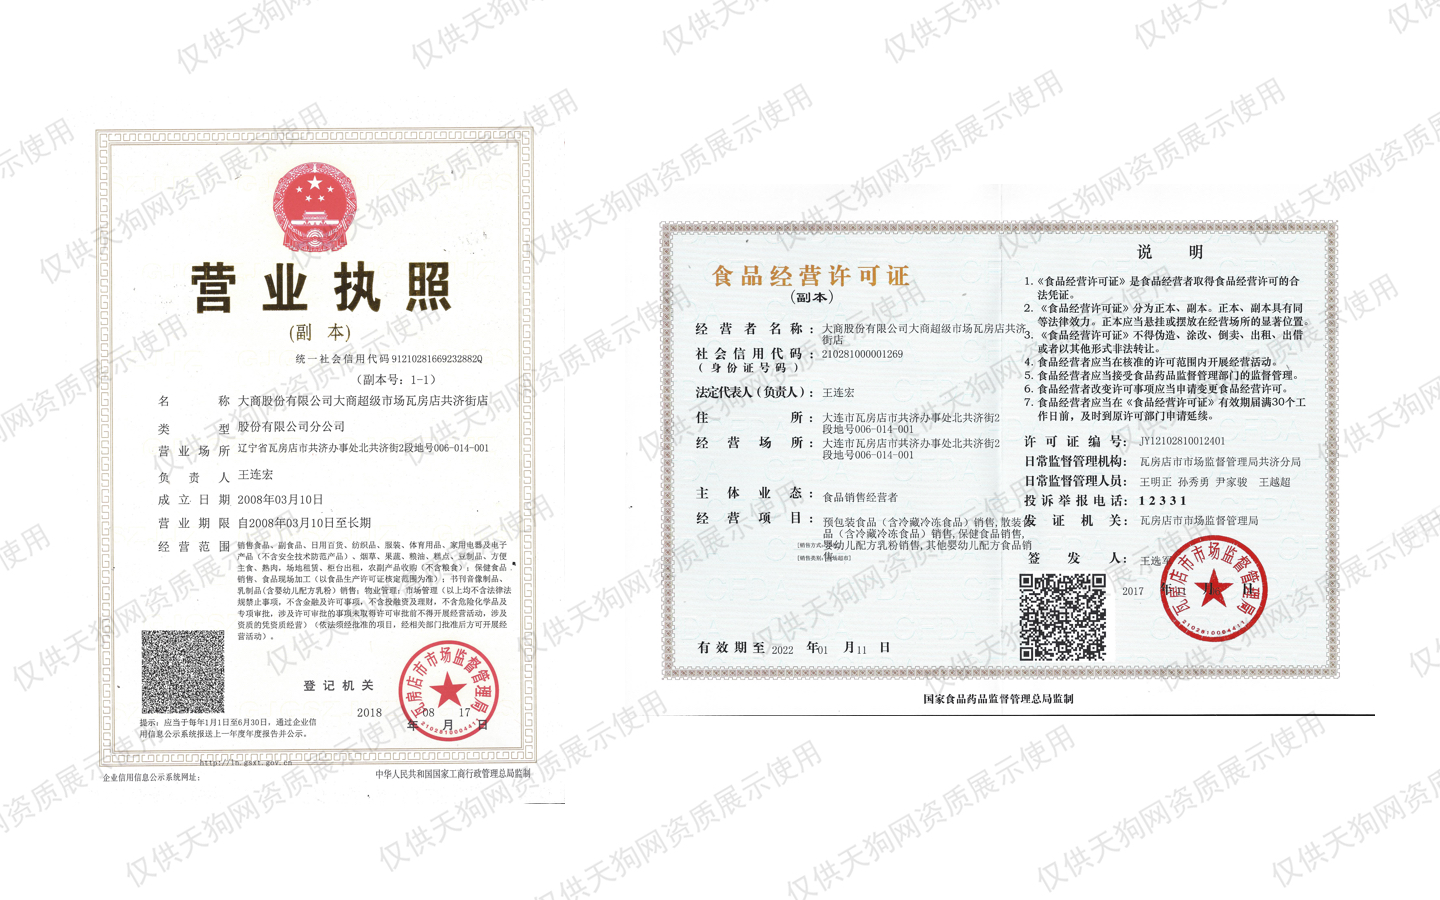 营业执照
(副 本)
统一社会信用代码 91210281669232882Q
(副本号: 1-1)
名 称 大商股份有限公司大商超级市场瓦房店共济街店
类 型 股份有限公司分公司
营业场所 辽宁省瓦房店市共济办事处北共济街2段地号006-014-001
负责人 王连宏
成立日期 2008年03月10日
营业期限 自2008年03月10日至长期
经营范围 销售食品、副食品、日用百货、纺织品、服装、体育用品、家用电器及电子
产品（不含安全技术防范产品）、烟草、果蔬、粮油、糕点、豆制品、方便
主食、熟肉，场地租赁、柜台出租，农副产品收购（不含粮食）；保健食品
销售、食品现场加工（以食品生产许可证核定范围为准）；书刊音像制品、
乳制品(含婴幼儿配方乳粉）销售；物业管理；市场管理（以上均不含法律法
规禁止事项，不含金融及许可事项，不含投融资及理财，不含危险化学品及
专项审批，涉及许可审批的事项未取得许可审批前不得开展经营活动，涉及
资质的凭资质经营）（依法须经批准的项目，经相关部门批准后方可开展经
营活动）。
登记机关
2018 年 08 月 17 日
瓦房店市市场监督管理局
提示：应当于每年1月1日至6月30日，通过企业信
用信息公示系统报送上一年度年度报告并公示。
http://ln.gsxt.gov.cn
企业信用信息公示系统网址：
中华人民共和国国家工商行政管理总局监制
食品经营许可证
(副本)
经营者名称： 大商股份有限公司大商超级市场瓦房店共济
街店
社会信用代码： 210281000001269
(身份证号码)
法定代表人(负责人)： 王连宏
住 所： 大连市瓦房店市共济办事处北共济街2
段地号006-014-001
经营场所： 大连市瓦房店市共济办事处北共济街2
段地号006-014-001
主体业态： 食品销售经营者
经营项目： 预包装食品（含冷藏冷冻食品）销售,散装食
品（含冷藏冷冻食品）销售,保健食品销售,
婴幼儿配方乳粉销售,其他婴幼儿配方食品销
售
有效期至 2022 年01 月11 日
说 明
1.《食品经营许可证》是食品经营者取得食品经营许可的合
法凭证。
2.《食品经营许可证》分为正本、副本。正本、副本具有同
等法律效力。正本应当悬挂或摆放在经营场所的显著位置。
3.《食品经营许可证》不得伪造、涂改、倒卖、出租、出借
或者以其他形式非法转让。
4. 食品经营者应当在核准的许可范围内开展经营活动。
5. 食品经营者应当接受食品药品监督管理部门的监督管理。
6. 食品经营者改变许可事项应当申请变更食品经营许可。
7. 食品经营者应当在《食品经营许可证》有效期届满30个工
作日前，及时到原许可部门申请延续。
许可证编号： JY12102810012401
日常监督管理机构： 瓦房店市市场监督管理局共济分局
日常监督管理人员： 王明正 孙秀勇 尹家骏 王越超
投诉举报电话： 12331
发证机关： 瓦房店市市场监督管理局
签发人： 王选军
2017 年 11 月 日
瓦房店市市场监督管理局
国家食品药品监督管理总局监制
仅供天狗网资质展示使用